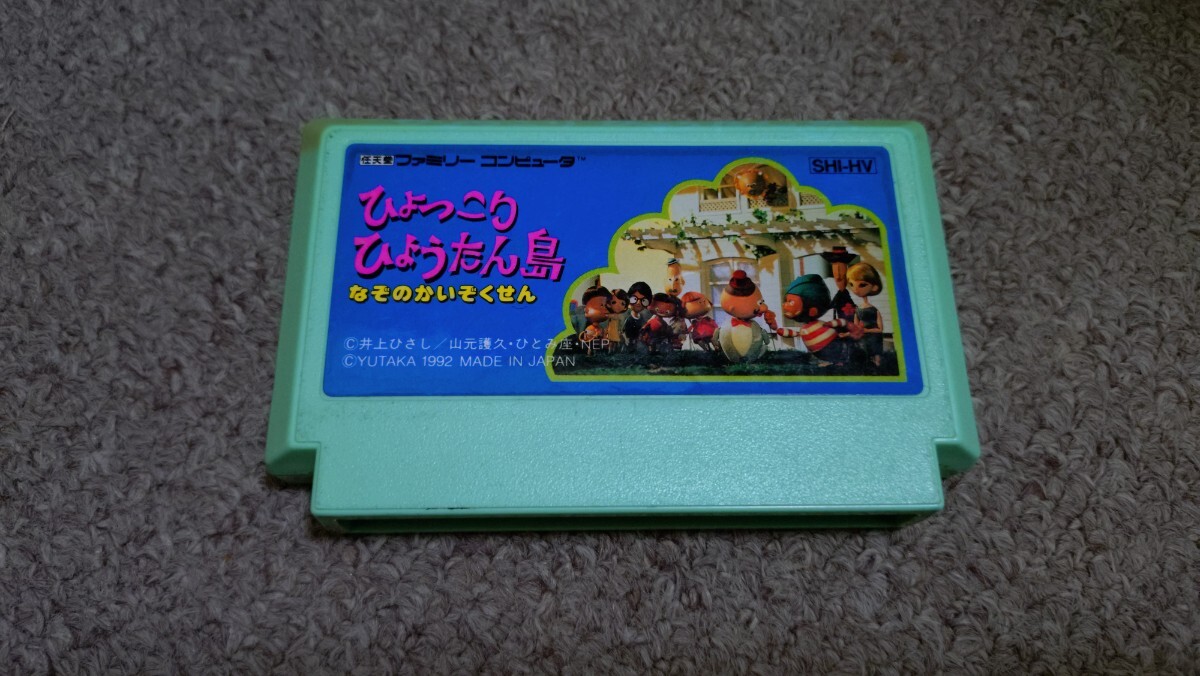 任天堂 ファミリー コンピュータ™
SHI-HV
ひょっこり
ひょうたん島
なぞのかいぞくせん
©井上ひさし/山元護久・ひとみ座・NEP
©YUTAKA 1992 MADE IN JAPAN